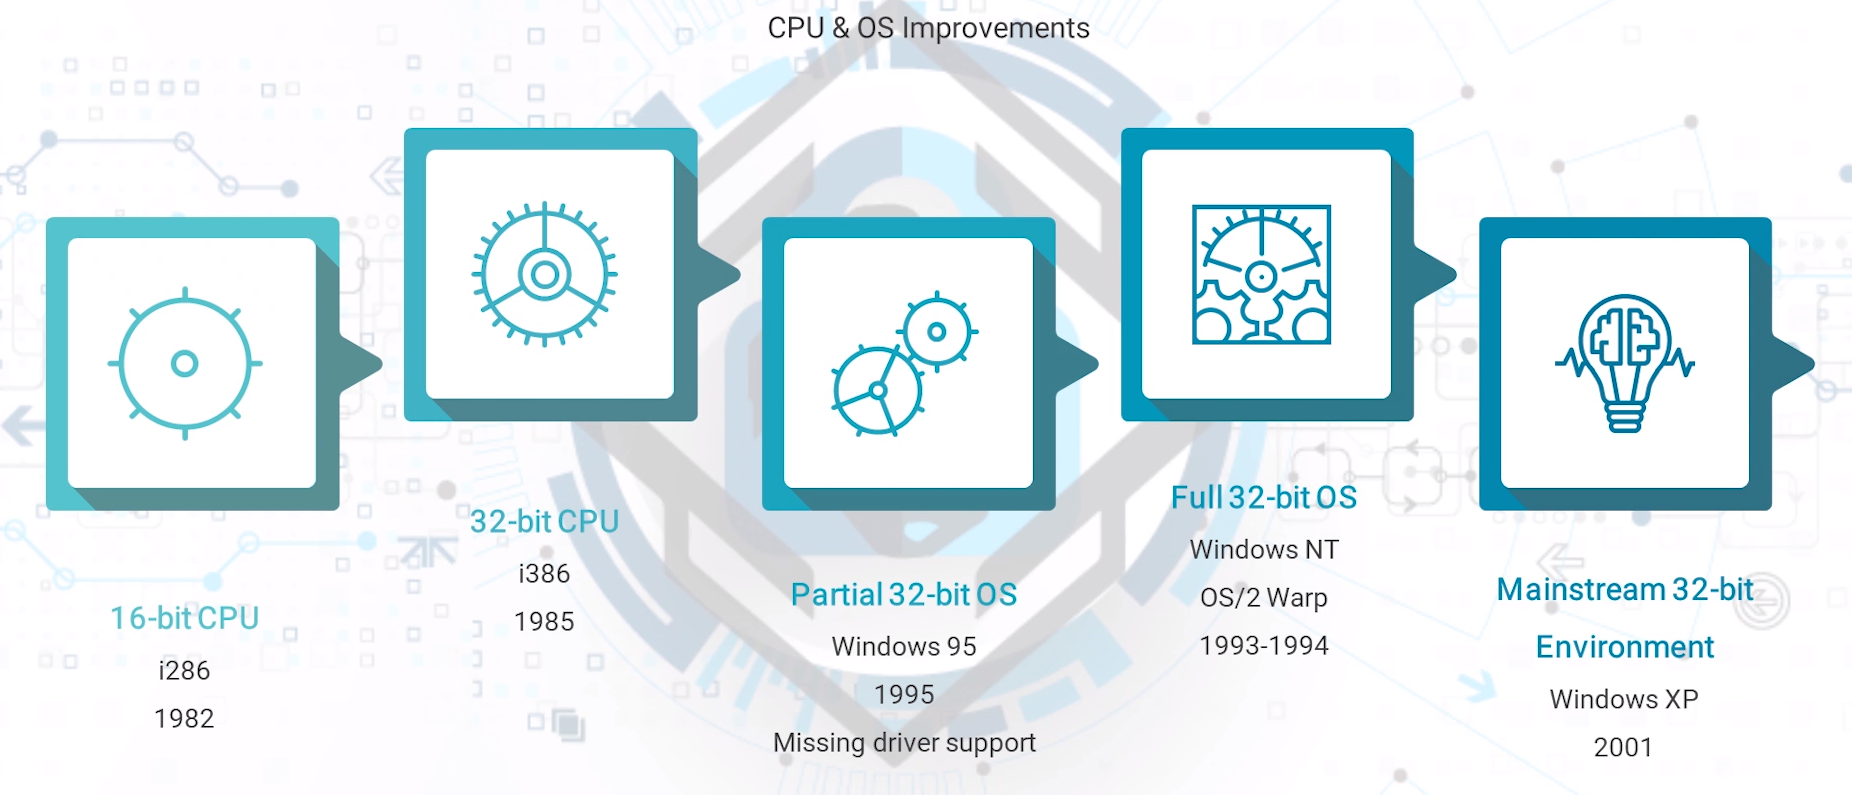 CPU & OS Improvements
16-bit CPU
i286
1982
32-bit CPU
i386
1985
Partial 32-bit OS
Windows 95
1995
Missing driver support
Full 32-bit OS
Windows NT
OS/2 Warp
1993-1994
Mainstream 32-bit
Environment
Windows XP
2001